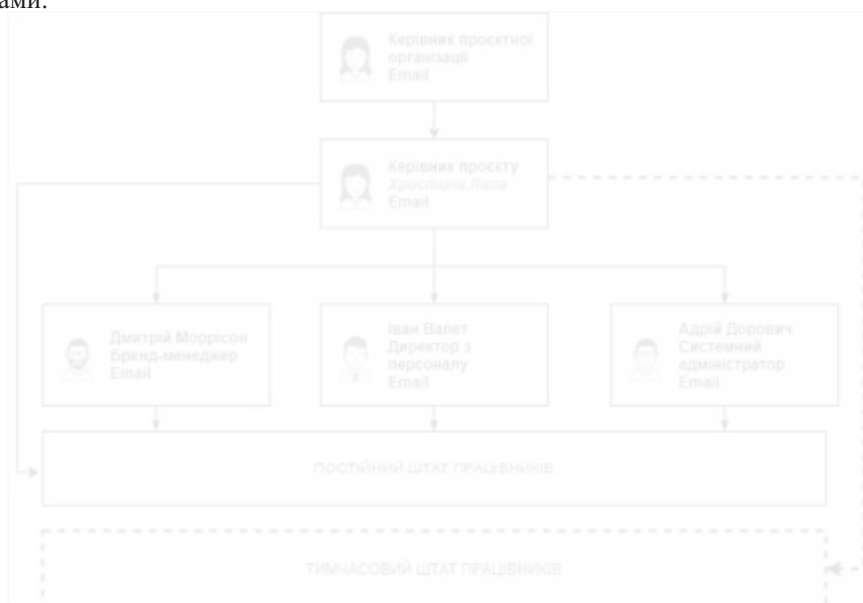 ами.
Керівник проєктної
організації
Email
Керівник проєкту
Христина Папа
Email
Дмитрій Моррісон
Бренд-менеджер
Email
Іван Валет
Директор з
персоналу
Email
Адрій Дорович
Системний
адміністратор
Email
ПОСТІЙНИЙ ШТАТ ПРАЦІВНИКІВ
ТИМЧАСОВИЙ ШТАТ ПРАЦІВНИКІВ